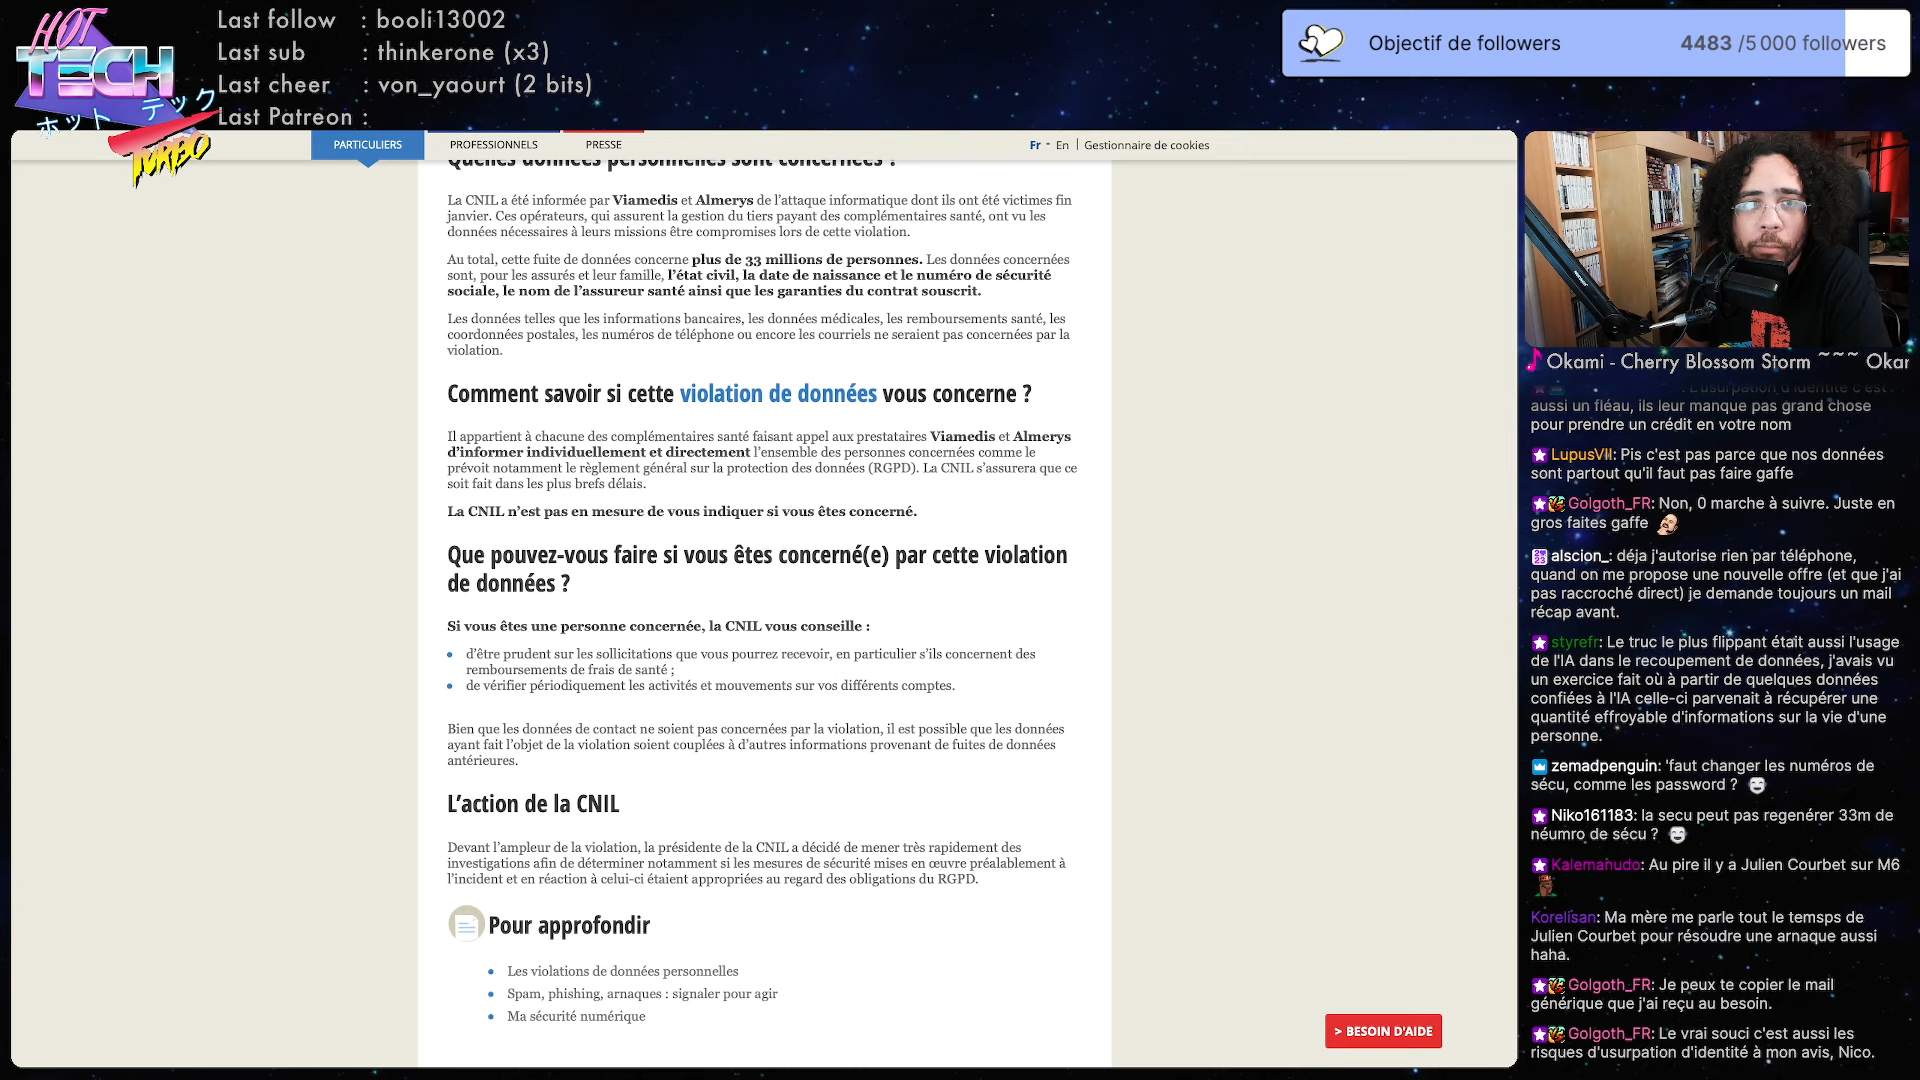 HOT
TECH
ホット テック
TURBO
Last follow : booli13002
Last sub : thinkerone (x3)
Last cheer : von_yaourt (2 bits)
Last Patreon :
Objectif de followers 4483 /5 000 followers
PARTICULIERS PROFESSIONNELS PRESSE Fr - En | Gestionnaire de cookies
Quelles données personnelles sont concernées ?
La CNIL a été informée par Viamedis et Almerys de l'attaque informatique dont ils ont été victimes fin
janvier. Ces opérateurs, qui assurent la gestion du tiers payant des complémentaires santé, ont vu les
données nécessaires à leurs missions être compromises lors de cette violation.
Au total, cette fuite de données concerne plus de 33 millions de personnes. Les données concernées
sont, pour les assurés et leur famille, l'état civil, la date de naissance et le numéro de sécurité
sociale, le nom de l'assureur santé ainsi que les garanties du contrat souscrit.
Les données telles que les informations bancaires, les données médicales, les remboursements santé, les
coordonnées postales, les numéros de téléphone ou encore les courriels ne seraient pas concernées par la
violation.
Comment savoir si cette violation de données vous concerne ?
Il appartient à chacune des complémentaires santé faisant appel aux prestataires Viamedis et Almerys
d'informer individuellement et directement l'ensemble des personnes concernées comme le
prévoit notamment le règlement général sur la protection des données (RGPD). La CNIL s'assurera que ce
soit fait dans les plus brefs délais.
La CNIL n'est pas en mesure de vous indiquer si vous êtes concerné.
Que pouvez-vous faire si vous êtes concerné(e) par cette violation
de données ?
Si vous êtes une personne concernée, la CNIL vous conseille :
• d'être prudent sur les sollicitations que vous pourrez recevoir, en particulier s'ils concernent des
remboursements de frais de santé ;
• de vérifier périodiquement les activités et mouvements sur vos différents comptes.
Bien que les données de contact ne soient pas concernées par la violation, il est possible que les données
ayant fait l'objet de la violation soient couplées à d'autres informations provenant de fuites de données
antérieures.
L'action de la CNIL
Devant l'ampleur de la violation, la présidente de la CNIL a décidé de mener très rapidement des
investigations afin de déterminer notamment si les mesures de sécurité mises en œuvre préalablement à
l'incident et en réaction à celui-ci étaient appropriées au regard des obligations du RGPD.
Pour approfondir
• Les violations de données personnelles
• Spam, phishing, arnaques : signaler pour agir
• Ma sécurité numérique
> BESOIN D'AIDE
Okami - Cherry Blossom Storm ~~~ Okar
: L'usurpation d'identité c'est
aussi un fléau, ils leur manque pas grand chose
pour prendre un crédit en votre nom
LupusVII: Pis c'est pas parce que nos données
sont partout qu'il faut pas faire gaffe
Golgoth_FR: Non, 0 marche à suivre. Juste en
gros faites gaffe
alscion_: déja j'autorise rien par téléphone,
quand on me propose une nouvelle offre (et que j'ai
pas raccroché direct) je demande toujours un mail
récap avant.
styrefr: Le truc le plus flippant était aussi l'usage
de l'IA dans le recoupement de données, j'avais vu
un exercice fait où à partir de quelques données
confiées à l'IA celle-ci parvenait à récupérer une
quantité effroyable d'informations sur la vie d'une
personne.
zemadpenguin: 'faut changer les numéros de
sécu, comme les password ?
Niko161183: la secu peut pas regenérer 33m de
néumro de sécu ?
Kalemanudo: Au pire il y a Julien Courbet sur M6
Korelisan: Ma mère me parle tout le temsps de
Julien Courbet pour résoudre une arnaque aussi
haha.
Golgoth_FR: Je peux te copier le mail
générique que j'ai reçu au besoin.
Golgoth_FR: Le vrai souci c'est aussi les
risques d'usurpation d'identité à mon avis, Nico.